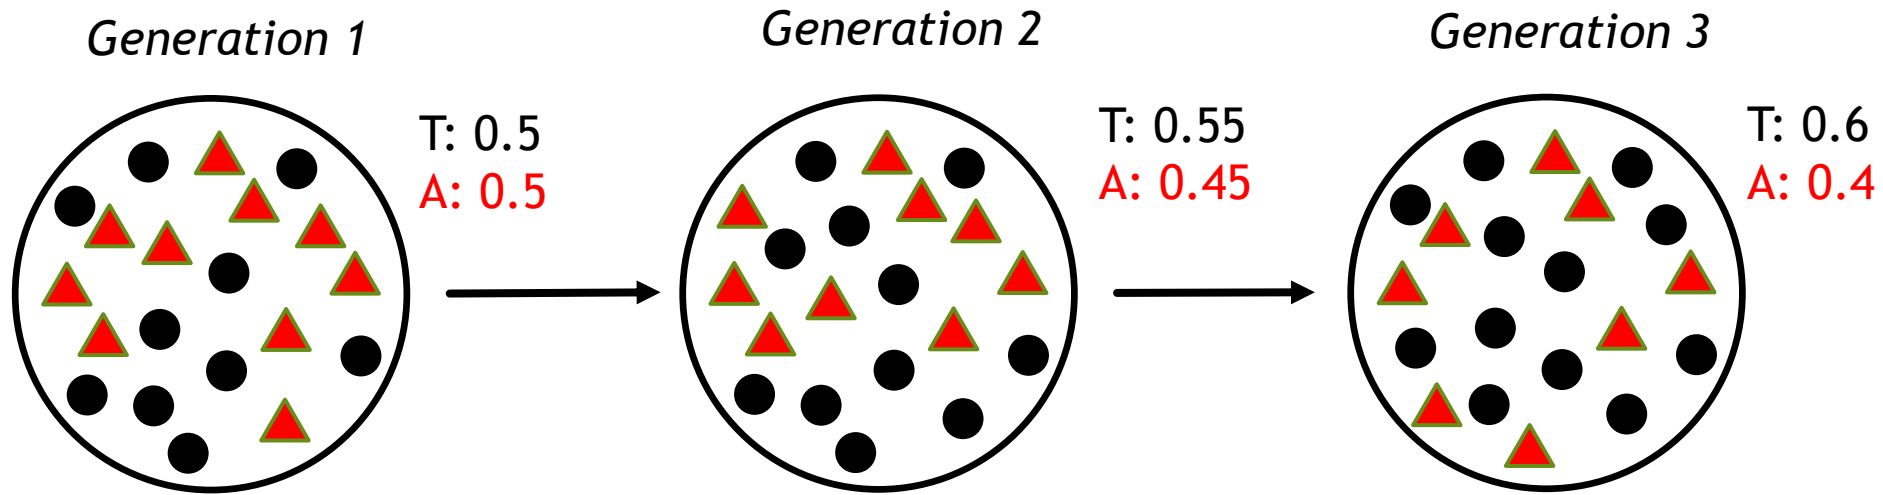 Generation 1
T: 0.5
A: 0.5
Generation 2
T: 0.55
A: 0.45
Generation 3
T: 0.6
A: 0.4